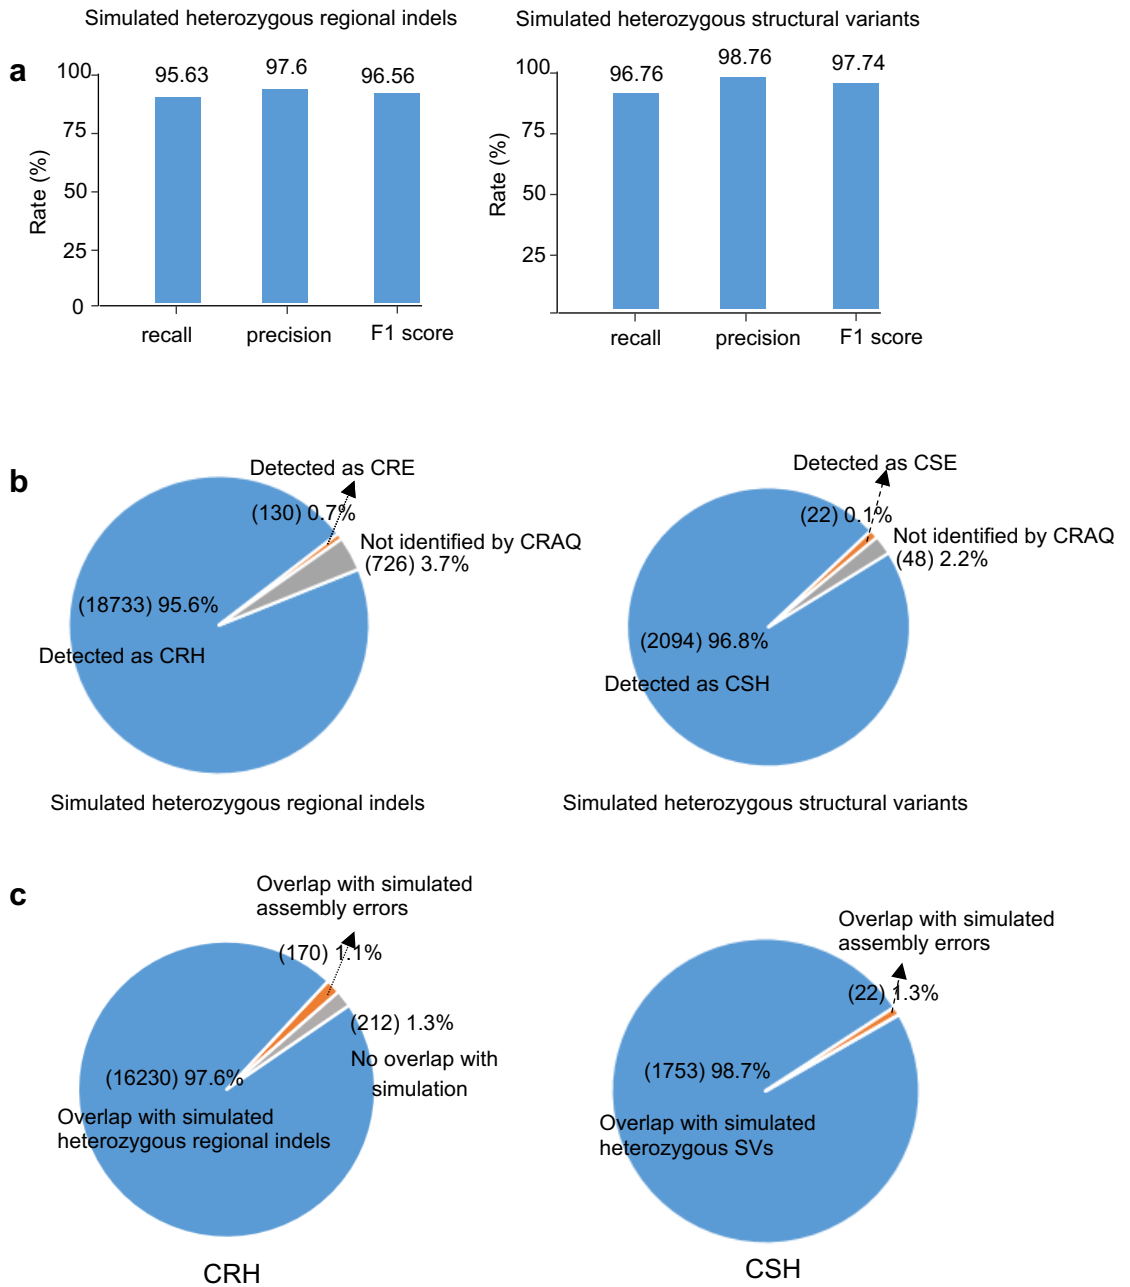 Simulated heterozygous regional indels
Simulated heterozygous structural variants
a
100
75
50
25
0
Rate (%)
95.63
97.6
96.56
recall
precision
F1 score
100
75
50
25
Rate (%)
96.76
98.76
97.74
recall
precision
F1 score
b
Detected as CRE
(130) 0.7%
Not identified by CRAQ
(726) 3.7%
(18733) 95.6%
Detected as CRH
Simulated heterozygous regional indels
Detected as CSE
(22) 0.1%
Not identified by CRAQ
(48) 2.2%
(2094) 96.8%
Detected as CSH
Simulated heterozygous structural variants
c
Overlap with simulated
assembly errors
(170) 1.1%
(212) 1.3%
No overlap with
simulation
(16230) 97.6%
Overlap with simulated
heterozygous regional indels
CRH
Overlap with simulated
assembly errors
(22) 1.3%
(1753) 98.7%
Overlap with simulated
heterozygous SVs
CSH